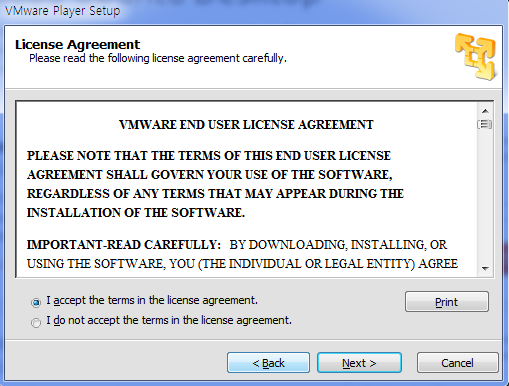 VMware Player Setup
License Agreement
Please read the following license agreement carefully.
VMWARE END USER LICENSE AGREEMENT
PLEASE NOTE THAT THE TERMS OF THIS END USER LICENSE
AGREEMENT SHALL GOVERN YOUR USE OF THE SOFTWARE,
REGARDLESS OF ANY TERMS THAT MAY APPEAR DURING THE
INSTALLATION OF THE SOFTWARE.
IMPORTANT-READ CAREFULLY: BY DOWNLOADING, INSTALLING, OR
USING THE SOFTWARE, YOU (THE INDIVIDUAL OR LEGAL ENTITY) AGREE
I accept the terms in the license agreement.
Print
I do not accept the terms in the license agreement.
< Back Next > Cancel